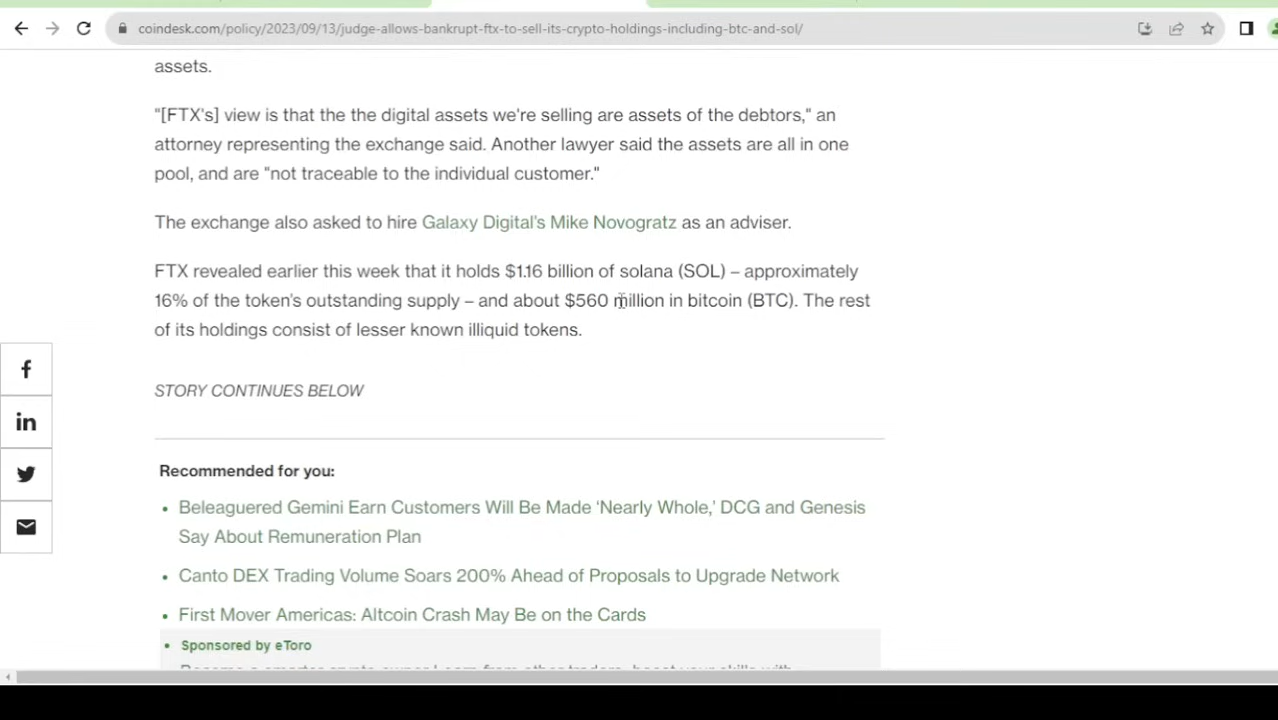 coindesk.com/policy/2023/09/13/judge-allows-bankrupt-ftx-to-sell-its-crypto-holdings-including-btc-and-sol/
assets.
"[FTX's] view is that the the digital assets we're selling are assets of the debtors," an
attorney representing the exchange said. Another lawyer said the assets are all in one
pool, and are "not traceable to the individual customer."
The exchange also asked to hire Galaxy Digital's Mike Novogratz as an adviser.
FTX revealed earlier this week that it holds $1.16 billion of solana (SOL) – approximately
16% of the token's outstanding supply – and about $560 million in bitcoin (BTC). The rest
of its holdings consist of lesser known illiquid tokens.
STORY CONTINUES BELOW
Recommended for you:
• Beleaguered Gemini Earn Customers Will Be Made ‘Nearly Whole,’ DCG and Genesis
Say About Remuneration Plan
• Canto DEX Trading Volume Soars 200% Ahead of Proposals to Upgrade Network
• First Mover Americas: Altcoin Crash May Be on the Cards
• Sponsored by eToro